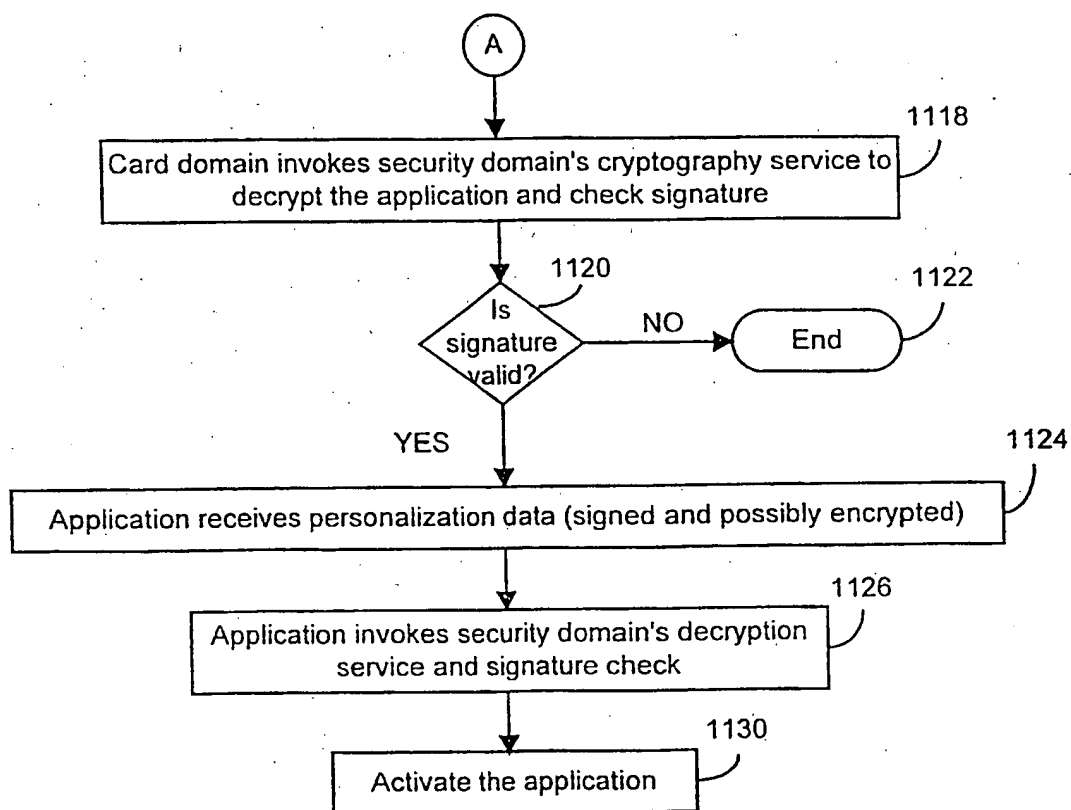 A
1118
Card domain invokes security domain's cryptography service to
decrypt the application and check signature
1120
Is
signature
valid?
NO
1122
End
YES
1124
Application receives personalization data (signed and possibly encrypted)
1126
Application invokes security domain's decryption
service and signature check
1130
Activate the application